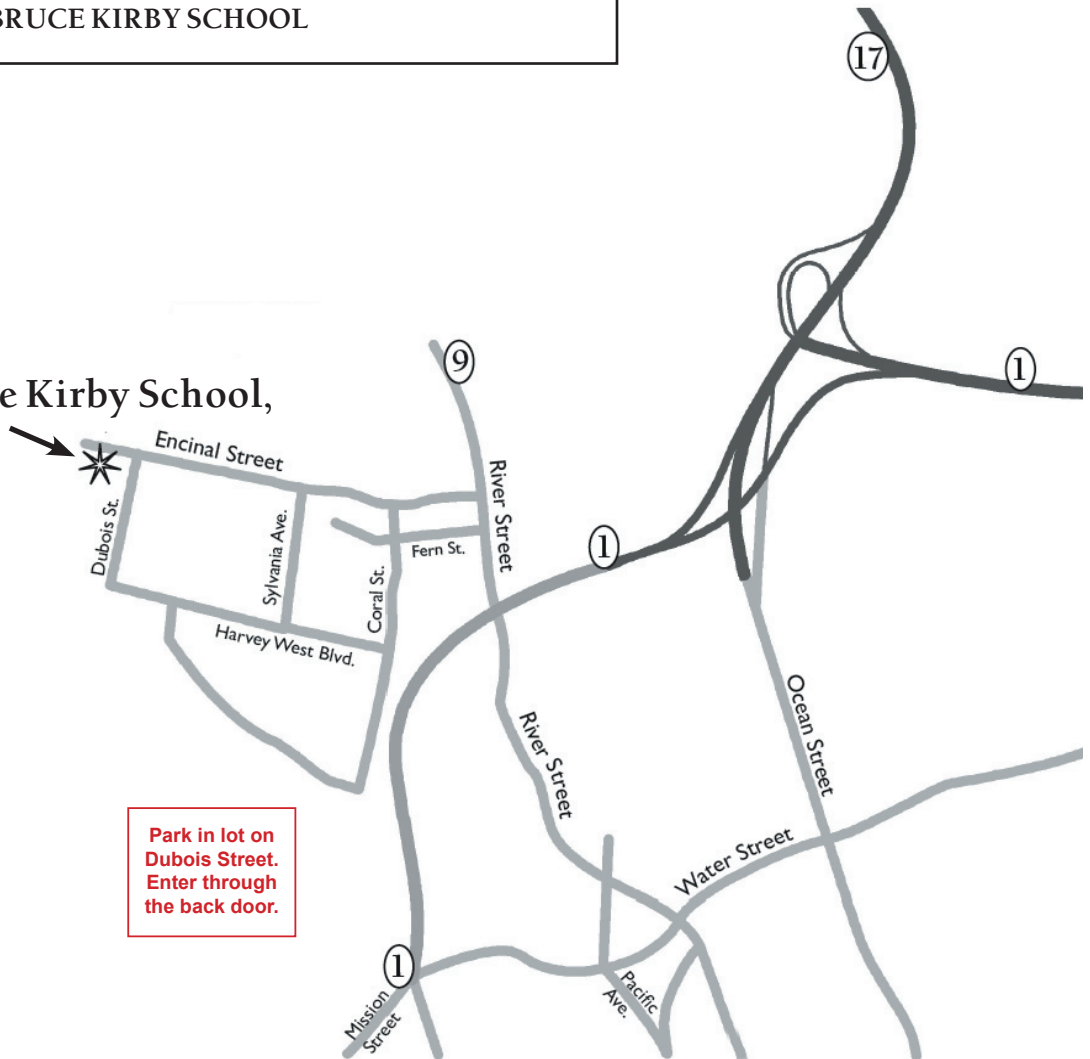 BRUCE KIRBY SCHOOL
17
1
9
e Kirby School,
Encinal Street
River Street
Dubois St.
Sylvania Ave.
Fern St.
Coral St.
1
Harvey West Blvd.
Ocean Street
River Street
Park in lot on
Dubois Street.
Enter through
the back door.
Water Street
1
Mission
Street
Pacific
Ave.